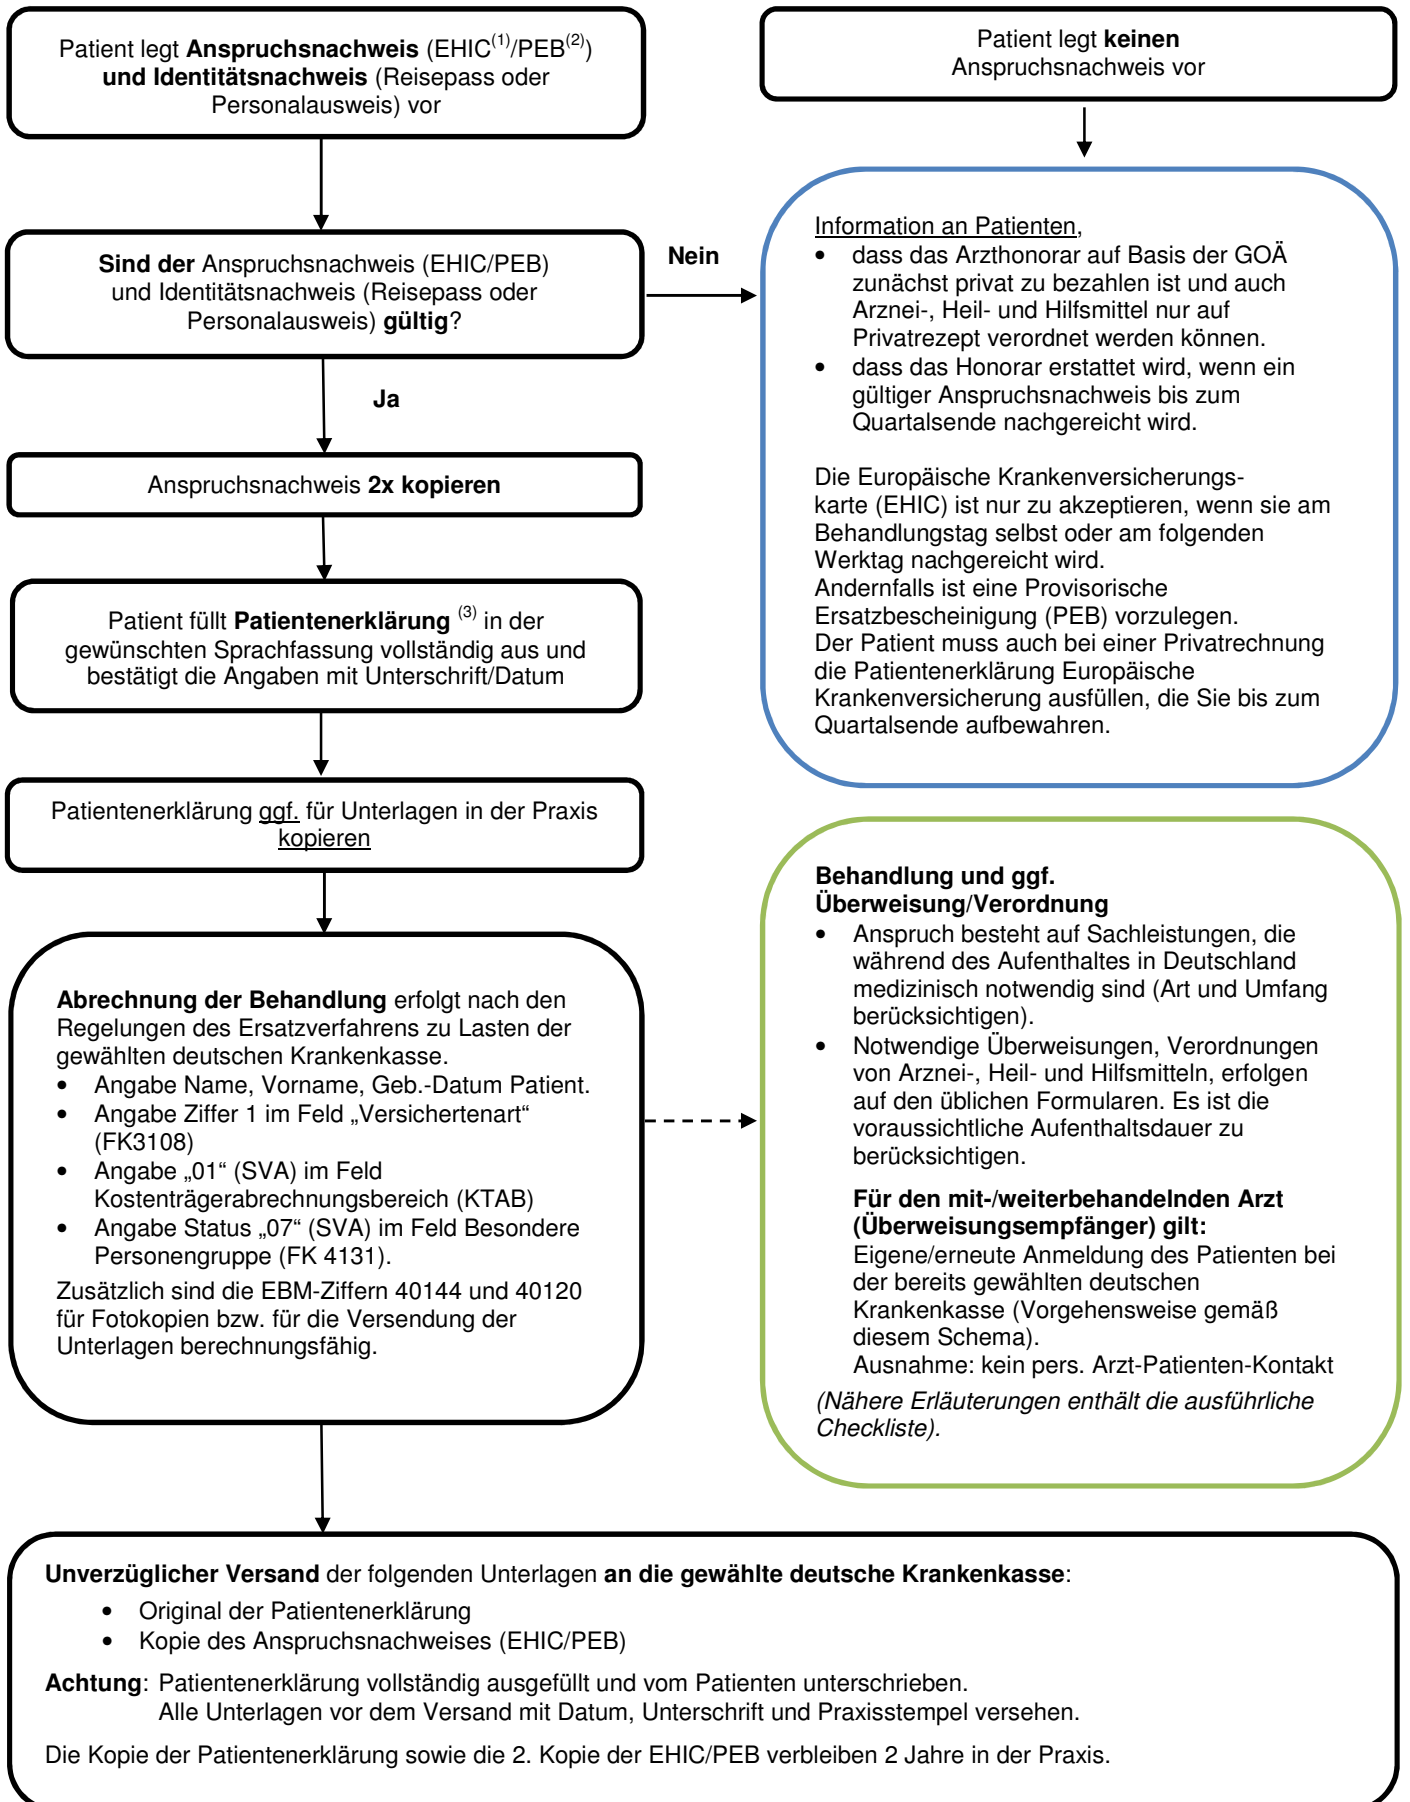 Patient legt Anspruchsnachweis (EHIC(1)/PEB(2))
und Identitätsnachweis (Reisepass oder
Personalausweis) vor
Patient legt keinen
Anspruchsnachweis vor
Sind der Anspruchsnachweis (EHIC/PEB)
und Identitätsnachweis (Reisepass oder
Personalausweis) gültig?
Nein
Ja
Information an Patienten,
• dass das Arzthonorar auf Basis der GOÄ
zunächst privat zu bezahlen ist und auch
Arznei-, Heil- und Hilfsmittel nur auf
Privatrezept verordnet werden können.
• dass das Honorar erstattet wird, wenn ein
gültiger Anspruchsnachweis bis zum
Quartalsende nachgereicht wird.
Die Europäische Krankenversicherungs-
karte (EHIC) ist nur zu akzeptieren, wenn sie am
Behandlungstag selbst oder am folgenden
Werktag nachgereicht wird.
Andernfalls ist eine Provisorische
Ersatzbescheinigung (PEB) vorzulegen.
Der Patient muss auch bei einer Privatrechnung
die Patientenerklärung Europäische
Krankenversicherung ausfüllen, die Sie bis zum
Quartalsende aufbewahren.
Anspruchsnachweis 2x kopieren
Patient füllt Patientenerklärung (3) in der
gewünschten Sprachfassung vollständig aus und
bestätigt die Angaben mit Unterschrift/Datum
Patientenerklärung ggf. für Unterlagen in der Praxis
kopieren
Abrechnung der Behandlung erfolgt nach den
Regelungen des Ersatzverfahrens zu Lasten der
gewählten deutschen Krankenkasse.
• Angabe Name, Vorname, Geb.-Datum Patient.
• Angabe Ziffer 1 im Feld „Versichertenart“
(FK3108)
• Angabe „01“ (SVA) im Feld
Kostenträgerabrechnungsbereich (KTAB)
• Angabe Status „07“ (SVA) im Feld Besondere
Personengruppe (FK 4131).
Zusätzlich sind die EBM-Ziffern 40144 und 40120
für Fotokopien bzw. für die Versendung der
Unterlagen berechnungsfähig.
Behandlung und ggf.
Überweisung/Verordnung
• Anspruch besteht auf Sachleistungen, die
während des Aufenthaltes in Deutschland
medizinisch notwendig sind (Art und Umfang
berücksichtigen).
• Notwendige Überweisungen, Verordnungen
von Arznei-, Heil- und Hilfsmitteln, erfolgen
auf den üblichen Formularen. Es ist die
voraussichtliche Aufenthaltsdauer zu
berücksichtigen.
Für den mit-/weiterbehandelnden Arzt
(Überweisungsempfänger) gilt:
Eigene/erneute Anmeldung des Patienten bei
der bereits gewählten deutschen
Krankenkasse (Vorgehensweise gemäß
diesem Schema).
Ausnahme: kein pers. Arzt-Patienten-Kontakt
(Nähere Erläuterungen enthält die ausführliche
Checkliste).
Unverzüglicher Versand der folgenden Unterlagen an die gewählte deutsche Krankenkasse:
• Original der Patientenerklärung
• Kopie des Anspruchsnachweises (EHIC/PEB)
Achtung: Patientenerklärung vollständig ausgefüllt und vom Patienten unterschrieben.
Alle Unterlagen vor dem Versand mit Datum, Unterschrift und Praxisstempel versehen.
Die Kopie der Patientenerklärung sowie die 2. Kopie der EHIC/PEB verbleiben 2 Jahre in der Praxis.